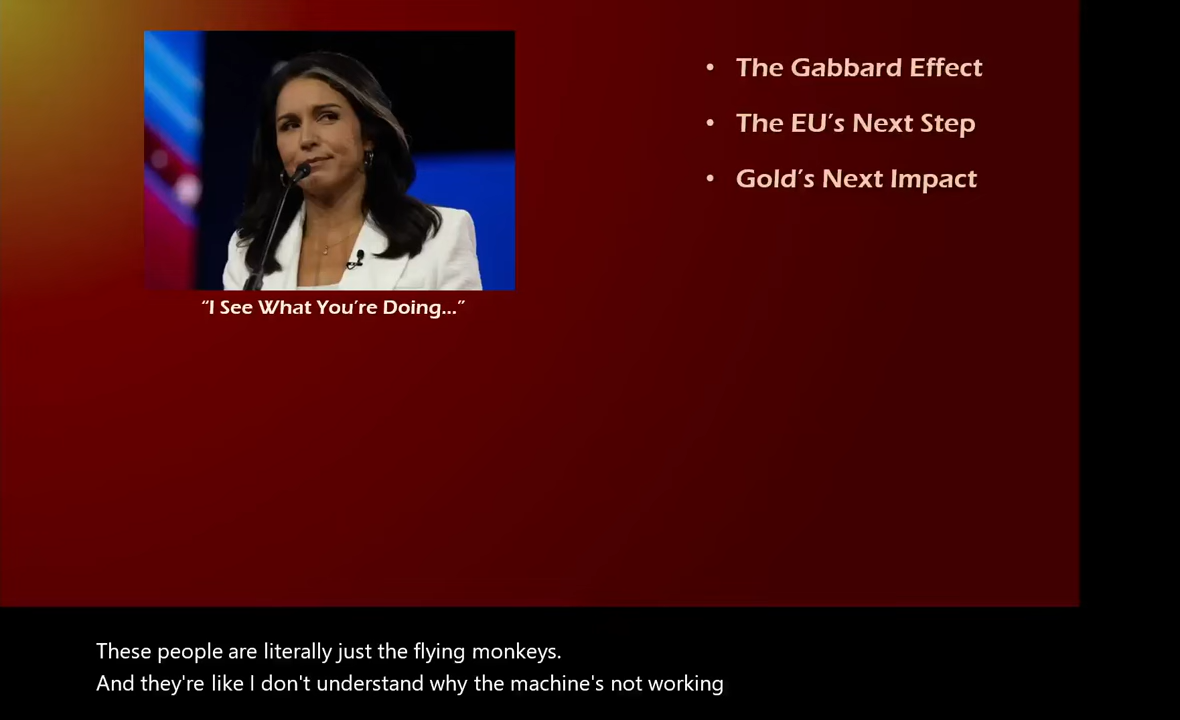 The Gabbard Effect
The EU's Next Step
Gold's Next Impact
"I See What You're Doing..."
These people are literally just the flying monkeys.
And they're like I don't understand why the machine's not working